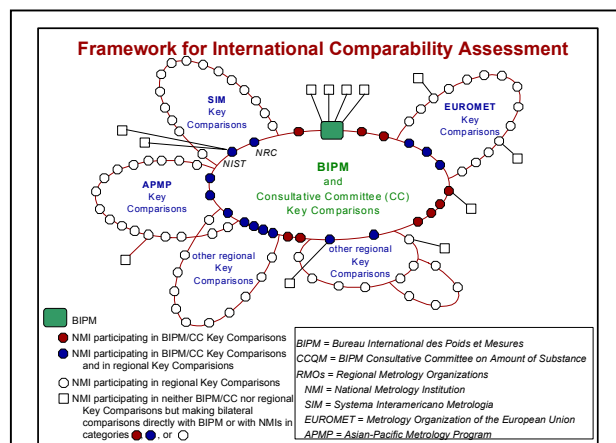 Framework for International Comparability Assessment
SIM
Key
Comparisons
EUROMET
Key
Comparisons
NRC
NIST
BIPM
and
Consultative Committee (CC)
Key Comparisons
APMP
Key
Comparisons
other regional
Key
Comparisons
other regional
Key
Comparisons
BIPM
NMI participating in BIPM/CC Key Comparisons
NMI participating in BIPM/CC Key Comparisons
and in regional Key Comparisions
NMI participating in regional Key Comparisons
NMI participating in neither BIPM/CC nor regional
Key Comparisons but making bilateral
comparisons directly with BIPM or with NMIs in
categories , , or
BIPM = Bureau International des Poids et Mesures
CCQM = BIPM Consultative Committee on Amount of Substance
RMOs = Regional Metrology Organizations
NMI = National Metrology Institution
SIM = Systema Interamericano Metrologia
EUROMET = Metrology Organization of the European Union
APMP = Asian-Pacific Metrology Program